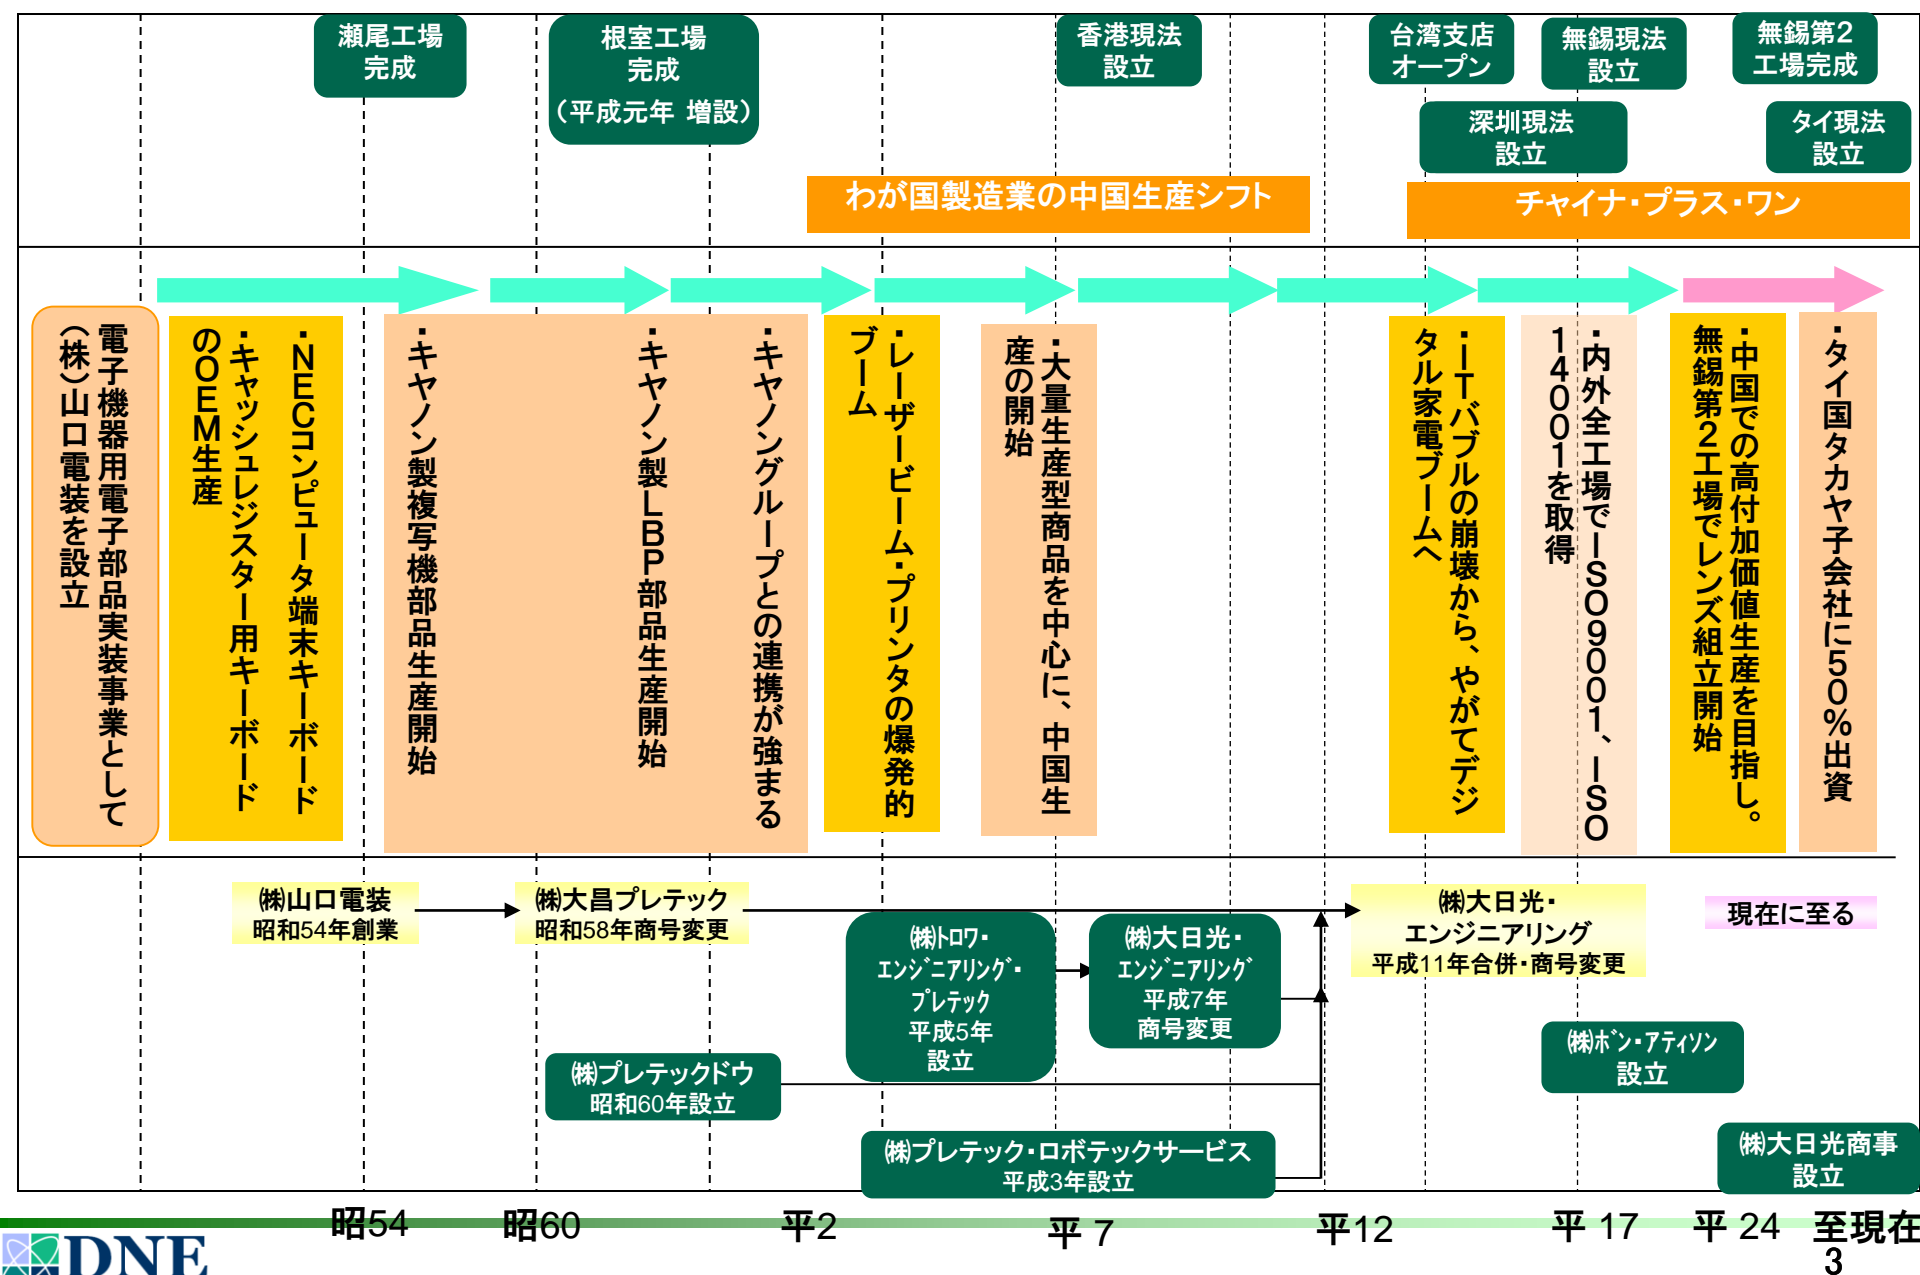 瀬尾工場
完成
根室工場
完成
（平成元年 増設）
香港現法
設立
台湾支店
オープン
無錫現法
設立
無錫第2
工場完成
深圳現法
設立
タイ現法
設立
わが国製造業の中国生産シフト
チャイナ・プラス・ワン
電子機器用電子部品実装事業として
（株）山口電装を設立
・NECコンピュータ端末キーボード
・キャッシュレジスター用キーボード
のOEM生産
・キヤノン製複写機部品生産開始
・キヤノン製LBP部品生産開始
・キヤノングループとの連携が強まる
・レーザービーム・プリンタの爆発的
ブーム
・大量生産型商品を中心に、中国生
産の開始
・ITバブルの崩壊から、やがてデジ
タル家電ブームへ
・内外全工場でISO9001、ISO
14001を取得
・中国での高付加価値生産を目指し。
無錫第2工場でレンズ組立開始
・タイ国タカヤ子会社に50％出資
㈱山口電装
昭和54年創業
㈱大昌プレテック
昭和58年商号変更
㈱大日光・
エンジニアリング
平成11年合併・商号変更
現在に至る
㈱ﾄﾛﾜ・
ｴﾝｼﾞﾆｱﾘﾝｸﾞ・
ﾌﾟﾚﾃｯｸ
平成5年
設立
㈱大日光・
ｴﾝｼﾞﾆｱﾘﾝｸﾞ
平成7年
商号変更
㈱プレテックドウ
昭和60年設立
㈱ﾎﾞﾝ・ｱﾃｨｿﾝ
設立
㈱プレテック・ロボテックサービス
平成3年設立
㈱大日光商事
設立
昭54
昭60
平2
平 7
平12
平 17
平 24
至現在
3
DNE